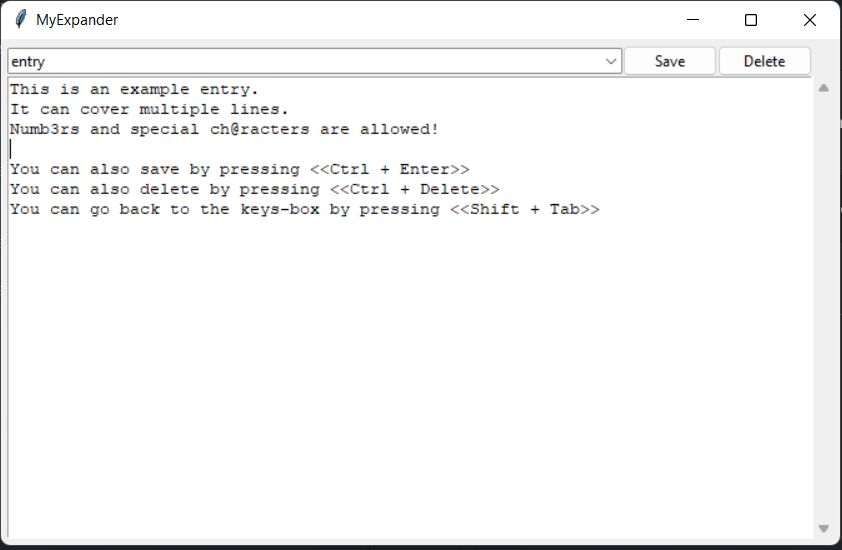 MyExpander
entry
Save
Delete
This is an example entry.
It can cover multiple lines.
Numb3rs and special ch@racters are allowed!
You can also save by pressing <<Ctrl + Enter>>
You can also delete by pressing <<Ctrl + Delete>>
You can go back to the keys-box by pressing <<Shift + Tab>>